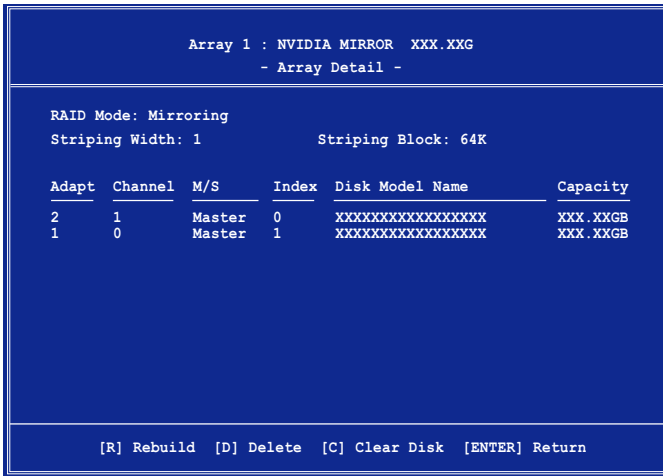 Array 1 : NVIDIA MIRROR XXX.XXG
- Array Detail -
RAID Mode: Mirroring
Striping Width: 1 Striping Block: 64K
Adapt Channel M/S Index Disk Model Name Capacity
2 1 Master 0 XXXXXXXXXXXXXXXXX XXX.XXGB
1 0 Master 1 XXXXXXXXXXXXXXXXX XXX.XXGB
[R] Rebuild [D] Delete [C] Clear Disk [ENTER] Return